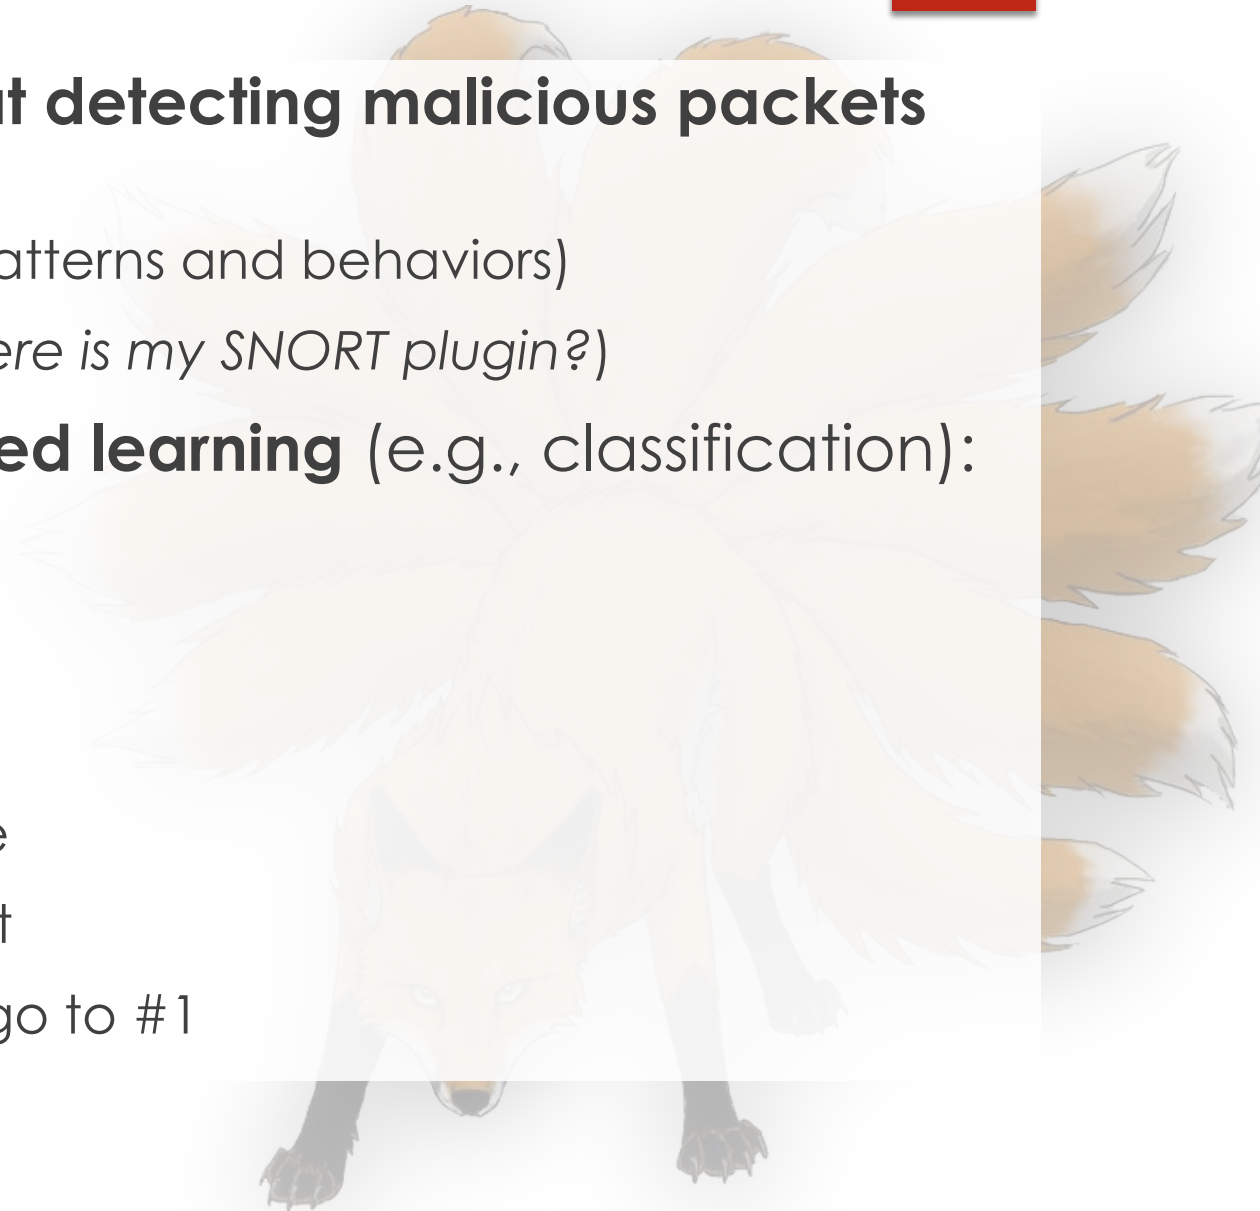 t detecting malicious packets
atterns and behaviors)
ere is my SNORT plugin?)
ed learning (e.g., classification):
e
t
go to #1